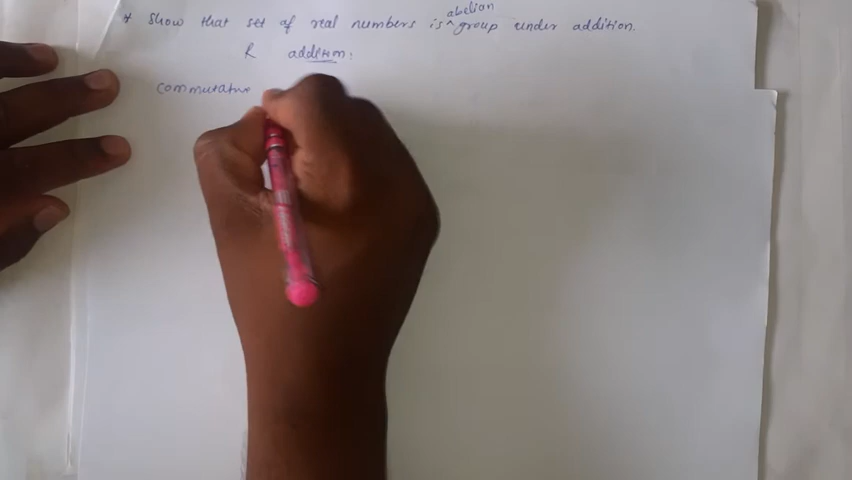 * Show that set of real numbers is ^ abelian group under addition.
R addition:
commutative